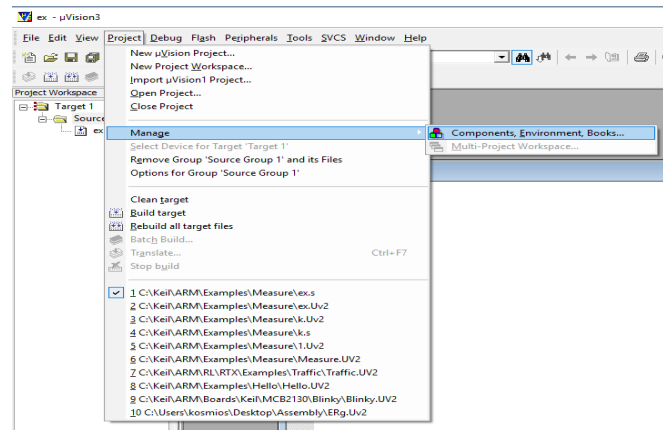 ex - µVision3
File Edit View Project Debug Flash Peripherals Tools SVCS Window Help
New µVision Project...
New Project Workspace...
Import µVision1 Project...
Open Project...
Close Project
Project Workspace
Target 1
Source
ex
Manage
Components, Environment, Books...
Select Device for Target 'Target 1'
Multi-Project Workspace...
Remove Group 'Source Group 1' and its Files
Options for Group 'Source Group 1'
Clean target
Build target
Rebuild all target files
Batch Build...
Translate... Ctrl+F7
Stop build
1 C:\Keil\ARM\Examples\Measure\ex.s
2 C:\Keil\ARM\Examples\Measure\ex.Uv2
3 C:\Keil\ARM\Examples\Measure\k.Uv2
4 C:\Keil\ARM\Examples\Measure\k.s
5 C:\Keil\ARM\Examples\Measure\1.Uv2
6 C:\Keil\ARM\Examples\Measure\Measure.UV2
7 C:\Keil\ARM\RL\RTX\Examples\Traffic\Traffic.UV2
8 C:\Keil\ARM\Examples\Hello\Hello.UV2
9 C:\Keil\ARM\Boards\Keil\MCB2130\Blinky\Blinky.UV2
10 C:\Users\kosmios\Desktop\Assembly\ERg.Uv2